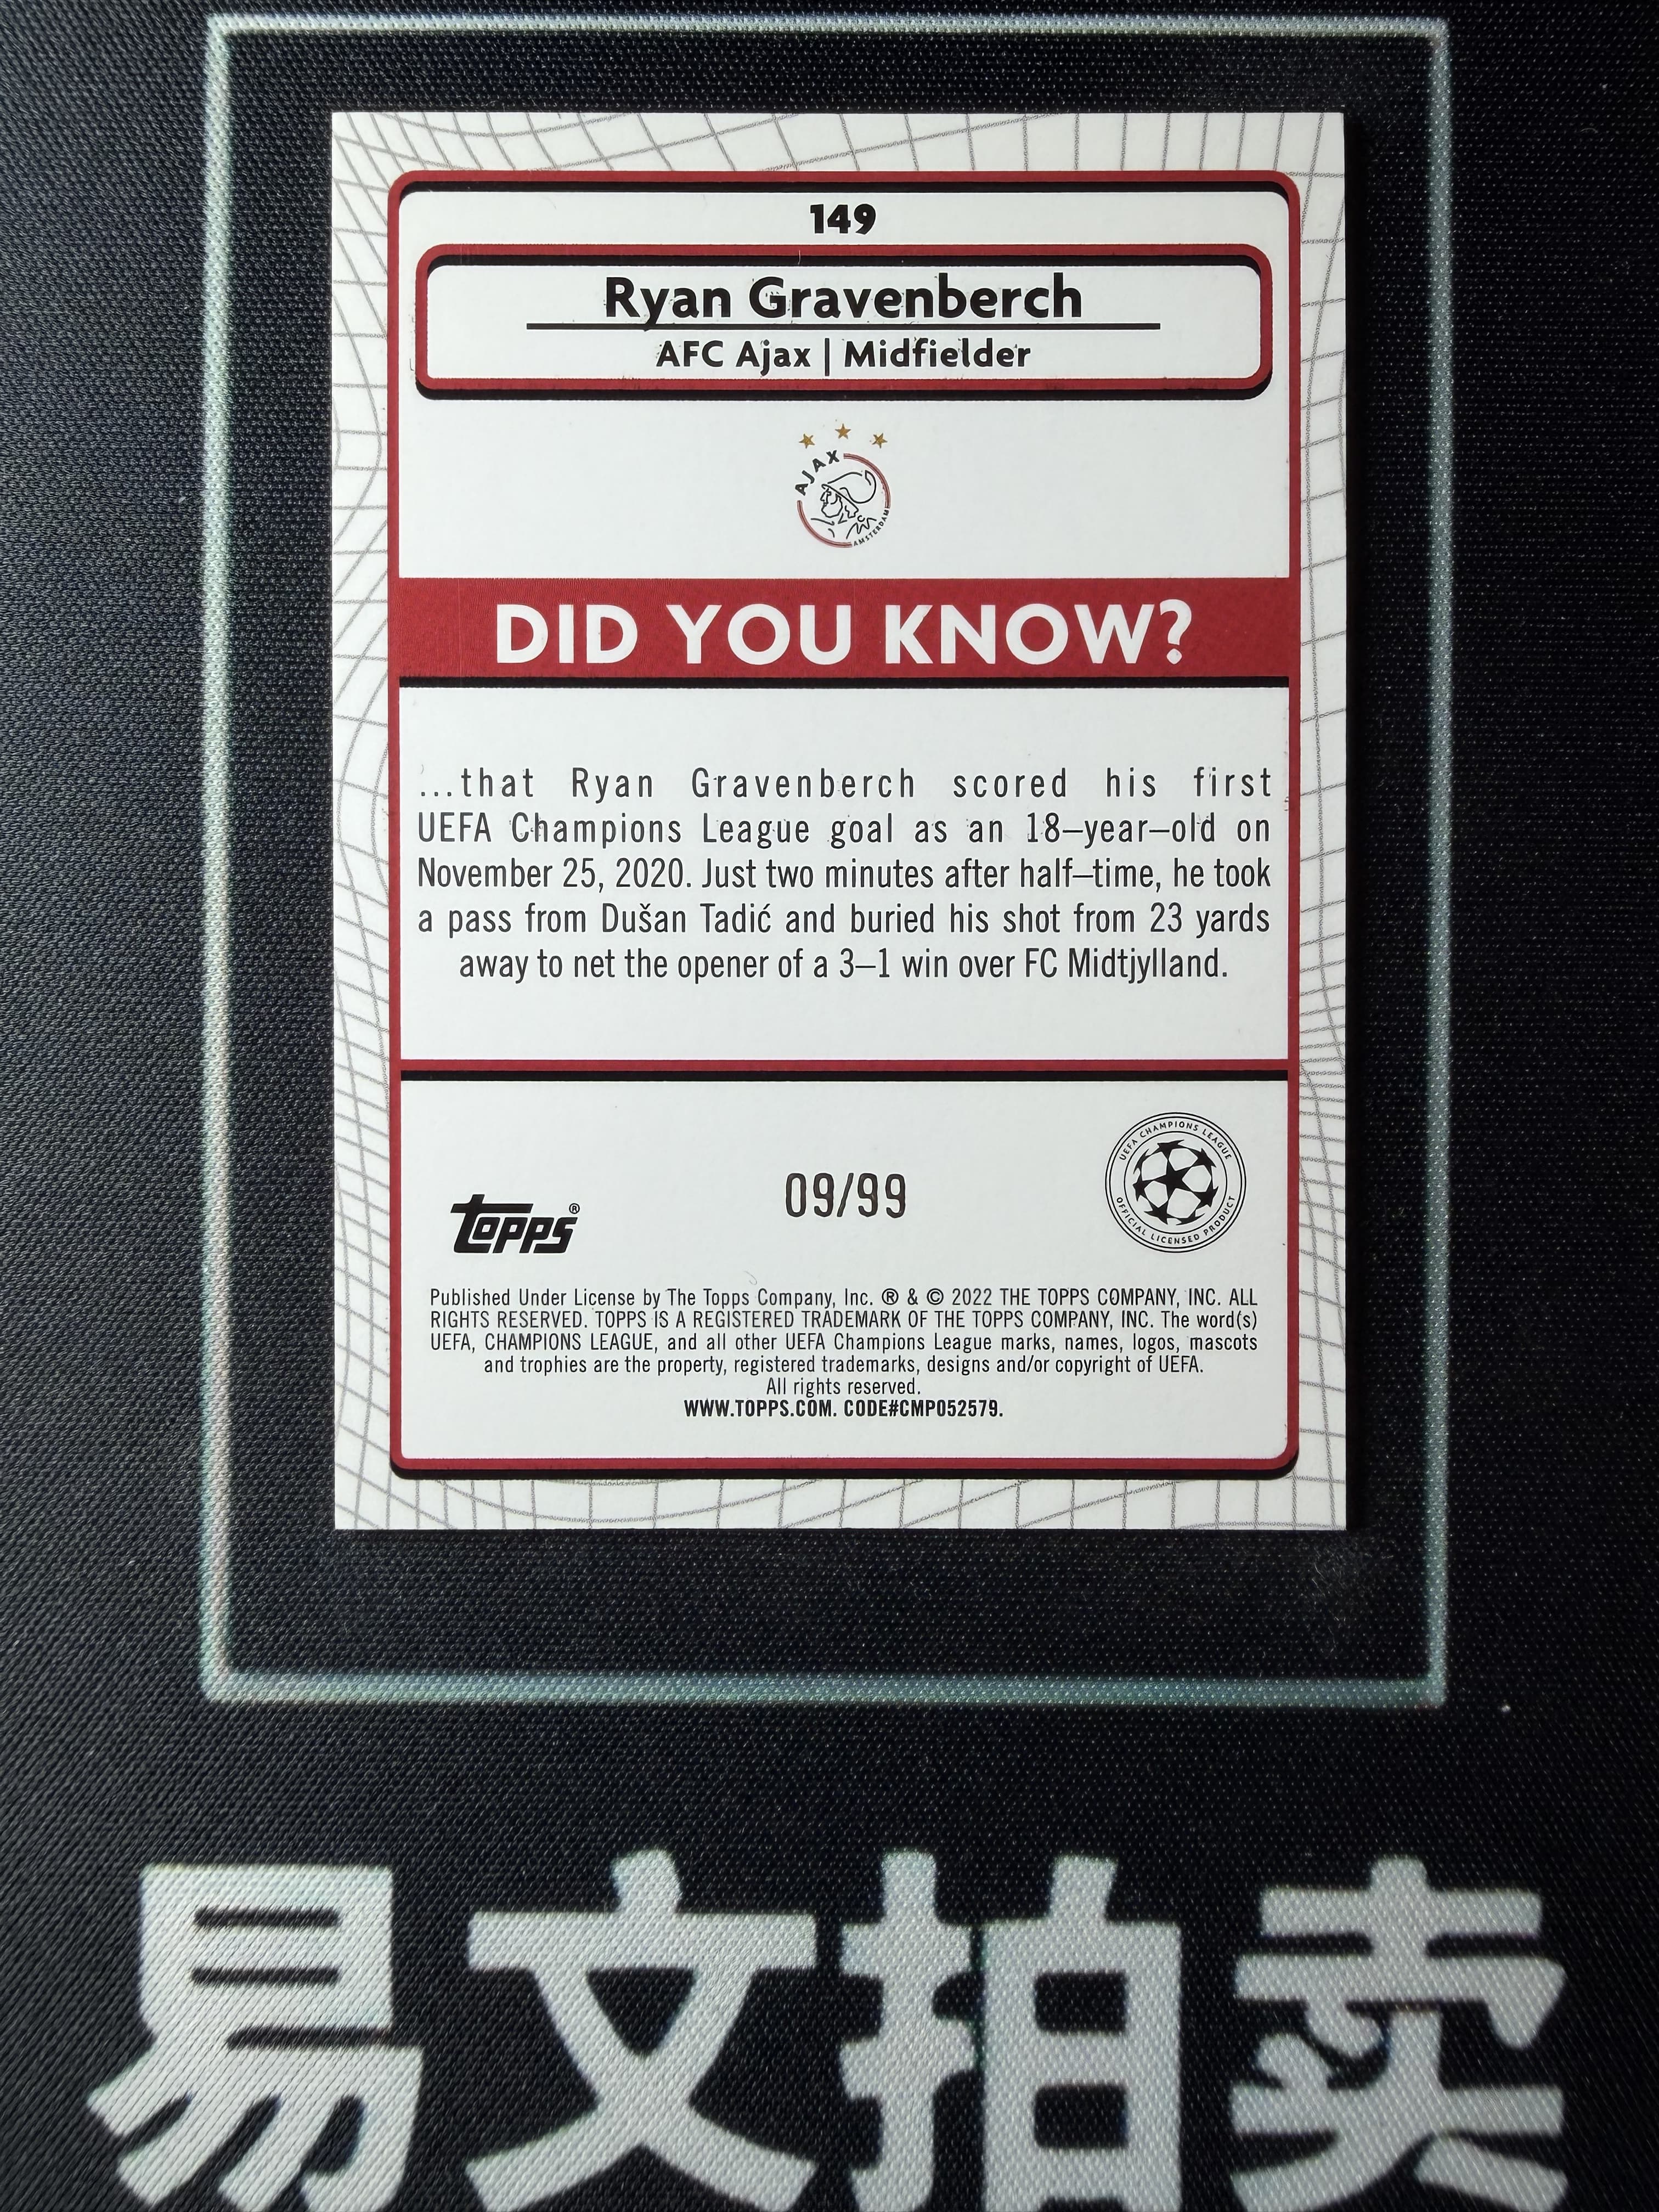 149
Ryan Gravenberch
AFC Ajax | Midfielder
AJAX
AMSTERDAM
DID YOU KNOW?
...that Ryan Gravenberch scored his first
UEFA Champions League goal as an 18–year–old on
November 25, 2020. Just two minutes after half–time, he took
a pass from Dušan Tadić and buried his shot from 23 yards
away to net the opener of a 3–1 win over FC Midtjylland.
UEFA CHAMPIONS LEAGUE
OFFICIAL LICENSED PRODUCT
09/99
topps®
Published Under License by The Topps Company, Inc. ® & © 2022 THE TOPPS COMPANY, INC. ALL
RIGHTS RESERVED. TOPPS IS A REGISTERED TRADEMARK OF THE TOPPS COMPANY, INC. The word(s)
UEFA, CHAMPIONS LEAGUE, and all other UEFA Champions League marks, names, logos, mascots
and trophies are the property, registered trademarks, designs and/or copyright of UEFA.
All rights reserved.
WWW.TOPPS.COM. CODE#CMP052579.
易文拍卖